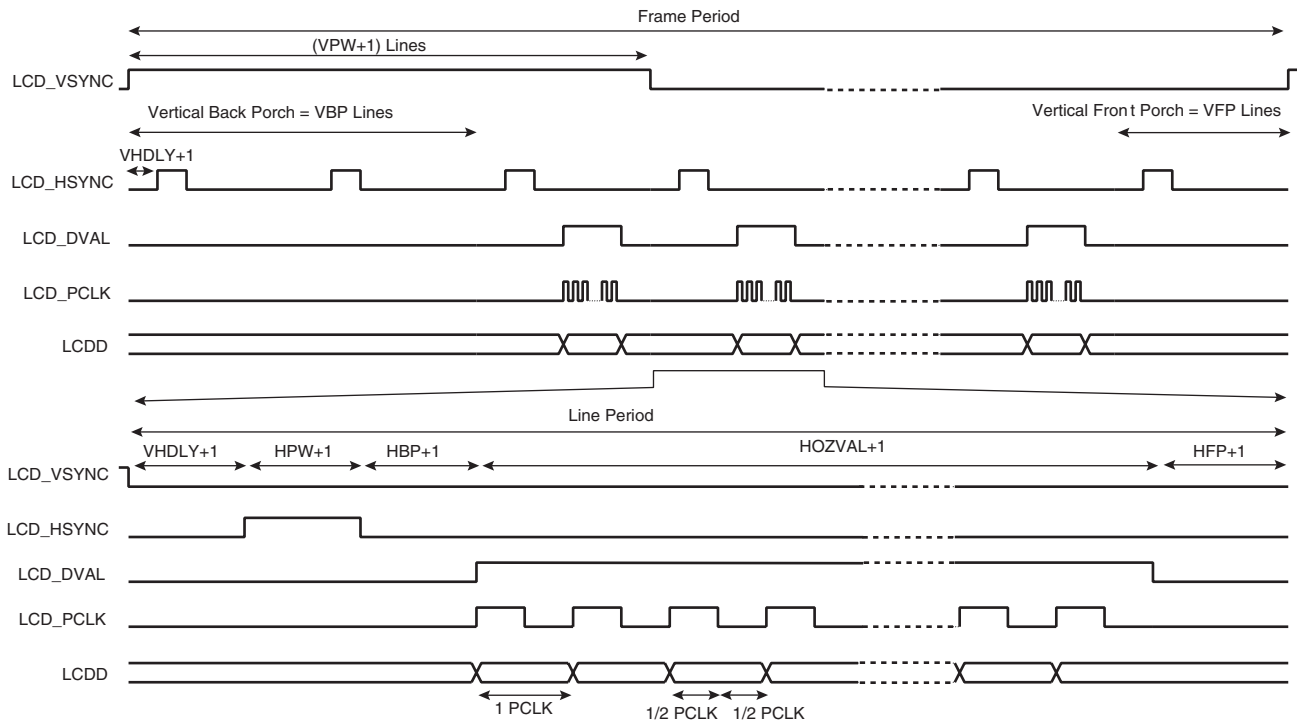 Frame Period
(VPW+1) Lines
LCD_VSYNC
Vertical Back Porch = VBP Lines
Vertical Front Porch = VFP Lines
VHDLY+1
LCD_HSYNC
LCD_DVAL
LCD_PCLK
LCDD
Line Period
VHDLY+1 HPW+1 HBP+1 HOZVAL+1 HFP+1
LCD_VSYNC
LCD_HSYNC
LCD_DVAL
LCD_PCLK
LCDD
1 PCLK 1/2 PCLK 1/2 PCLK